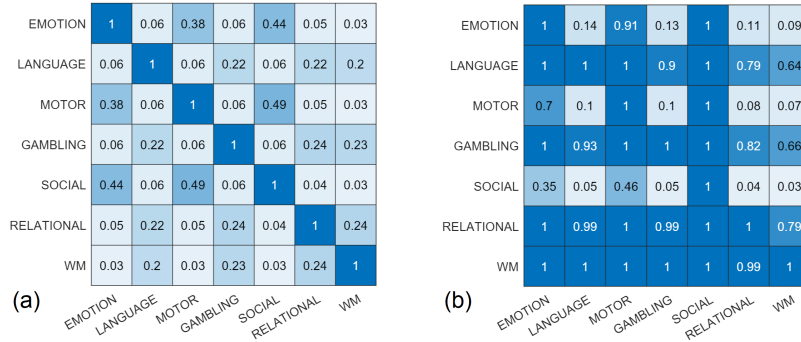 EMOTION 1 0.06 0.38 0.06 0.44 0.05 0.03
LANGUAGE 0.06 1 0.06 0.22 0.06 0.22 0.2
MOTOR 0.38 0.06 1 0.06 0.49 0.05 0.03
GAMBLING 0.06 0.22 0.06 1 0.06 0.24 0.23
SOCIAL 0.44 0.06 0.49 0.06 1 0.04 0.03
RELATIONAL 0.05 0.22 0.05 0.24 0.04 1 0.24
WM 0.03 0.2 0.03 0.23 0.03 0.24 1
(a)
EMOTION LANGUAGE MOTOR GAMBLING SOCIAL RELATIONAL WM
EMOTION 1 0.14 0.91 0.13 1 0.11 0.09
LANGUAGE 1 1 1 0.9 1 0.79 0.64
MOTOR 0.7 0.1 1 0.1 1 0.08 0.07
GAMBLING 1 0.93 1 1 1 0.82 0.66
SOCIAL 0.35 0.05 0.46 0.05 1 0.04 0.03
RELATIONAL 1 0.99 1 0.99 1 1 0.79
WM 1 1 1 1 1 0.99 1
(b)
EMOTION LANGUAGE MOTOR GAMBLING SOCIAL RELATIONAL WM